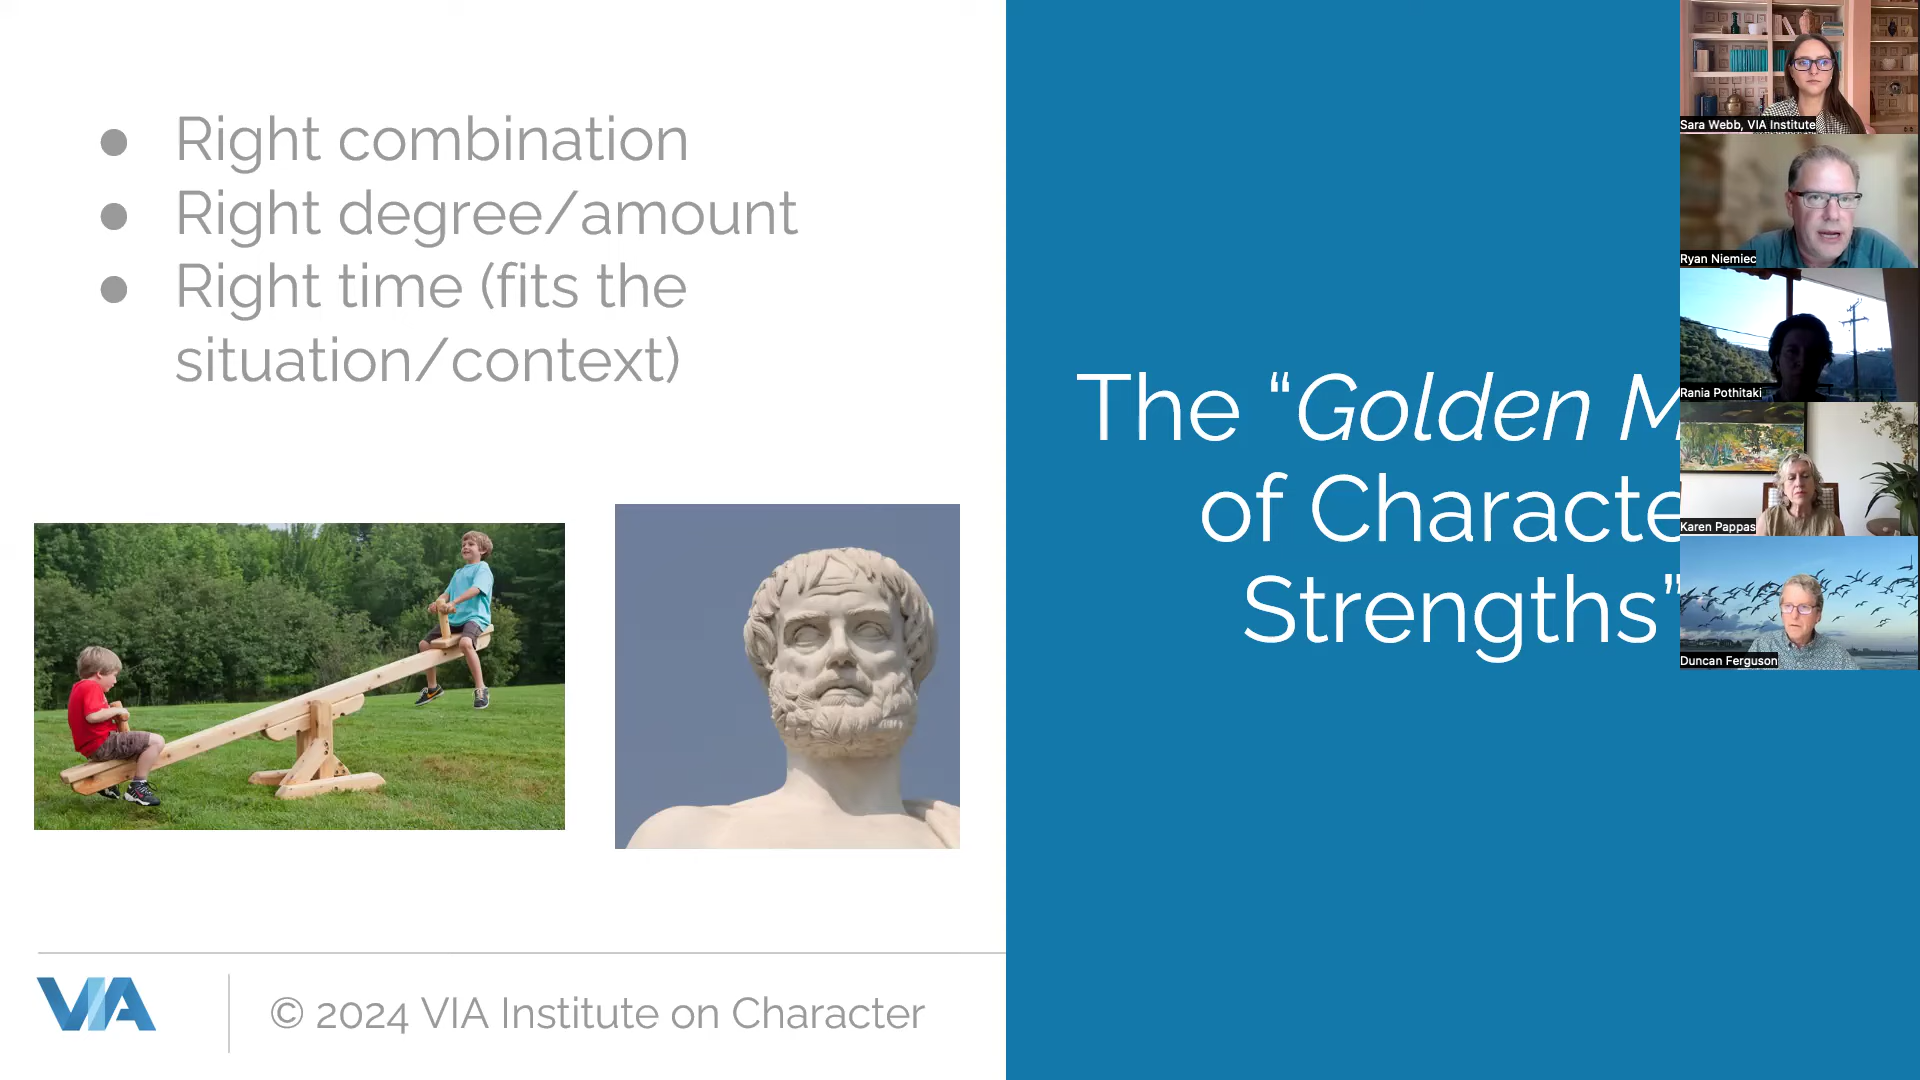 ● Right combination
● Right degree/amount
● Right time (fits the
situation/context)
The “Golden M
of Characte
Strengths”
VIA
© 2024 VIA Institute on Character
Sara Webb, VIA Institute
Ryan Niemiec
Rania Pothitaki
Karen Pappas
Duncan Ferguson